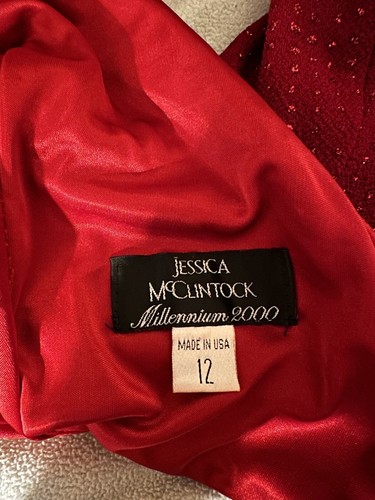 JESSICA
McCLINTOCK
Millennium 2000
MADE IN USA
12